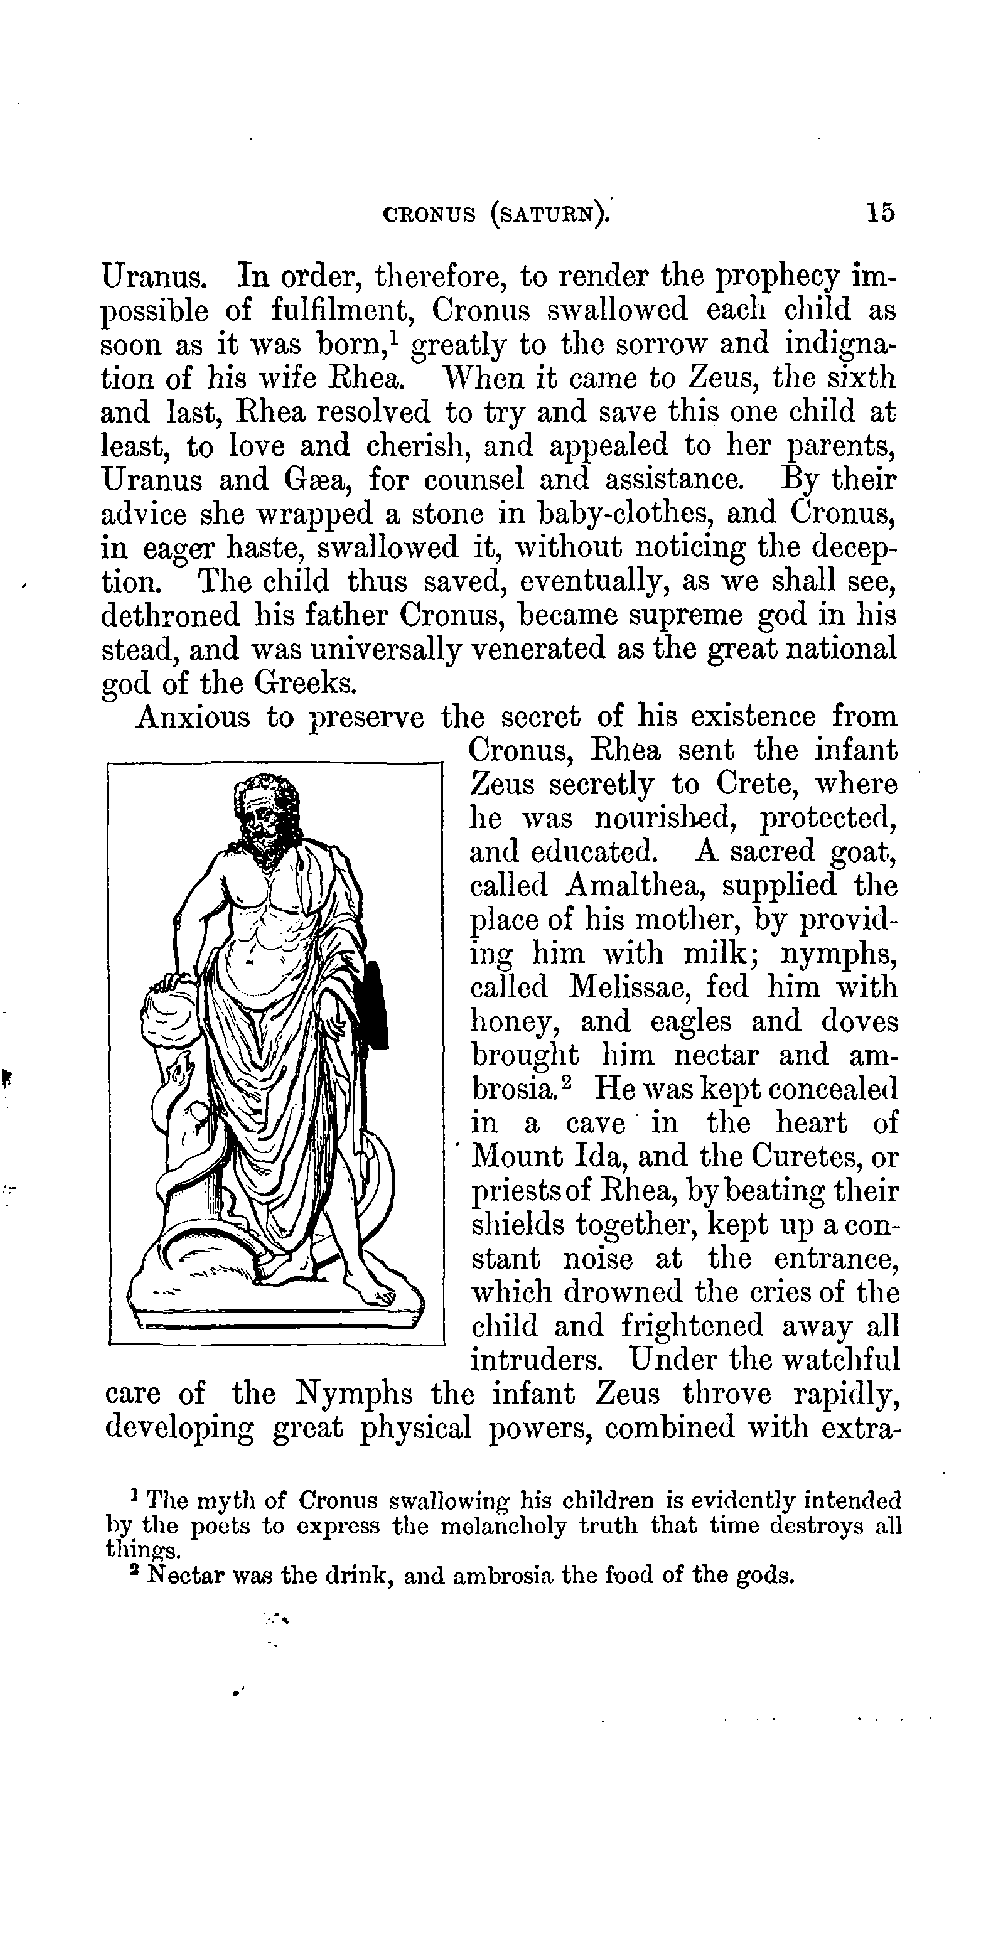 CRONUS (SATURN). 15
Uranus. In order, therefore, to render the prophecy im-
possible of fulfilment, Cronus swallowed each child as
soon as it was born,¹ greatly to the sorrow and indigna-
tion of his wife Rhea. When it came to Zeus, the sixth
and last, Rhea resolved to try and save this one child at
least, to love and cherish, and appealed to her parents,
Uranus and Gæa, for counsel and assistance. By their
advice she wrapped a stone in baby-clothes, and Cronus,
in eager haste, swallowed it, without noticing the decep-
tion. The child thus saved, eventually, as we shall see,
dethroned his father Cronus, became supreme god in his
stead, and was universally venerated as the great national
god of the Greeks.
Anxious to preserve the secret of his existence from
Cronus, Rhea sent the infant
Zeus secretly to Crete, where
he was nourished, protected,
and educated. A sacred goat,
called Amalthea, supplied the
place of his mother, by provid-
ing him with milk; nymphs,
called Melissae, fed him with
honey, and eagles and doves
brought him nectar and am-
brosia.² He was kept concealed
in a cave in the heart of
Mount Ida, and the Curetes, or
priests of Rhea, by beating their
shields together, kept up a con-
stant noise at the entrance,
which drowned the cries of the
child and frightened away all
intruders. Under the watchful
care of the Nymphs the infant Zeus throve rapidly,
developing great physical powers, combined with extra-
¹ The myth of Cronus swallowing his children is evidently intended
by the poets to express the melancholy truth that time destroys all
things.
² Nectar was the drink, and ambrosia the food of the gods.